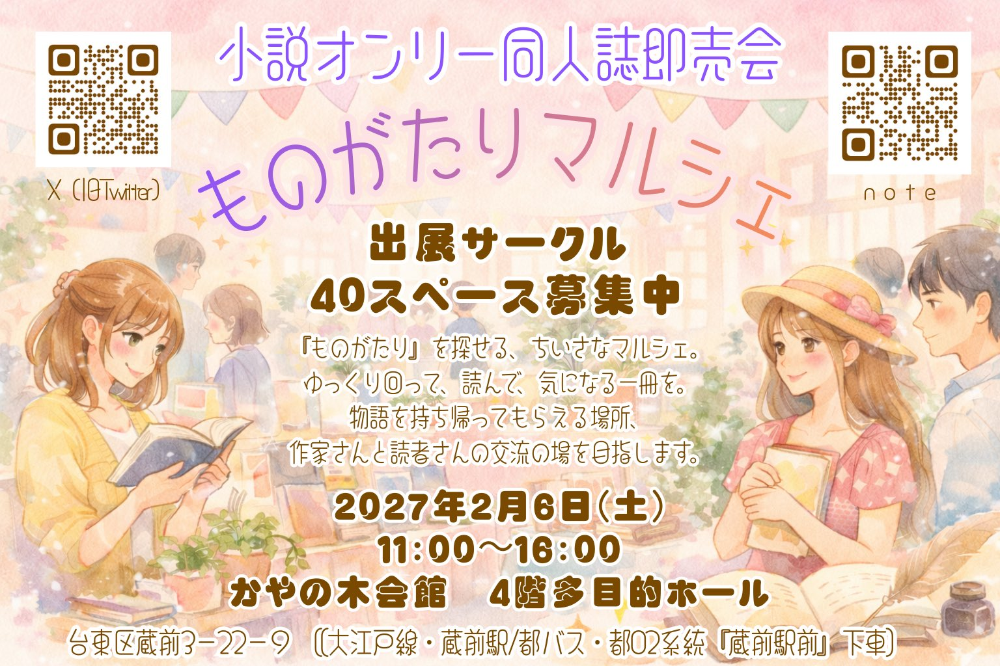 小説オンリー同人誌即売会
ものがたりマルシェ
X (旧Twitter)
note
出展サークル
40スペース募集中
『ものがたり』を探せる、ちいさなマルシェ。
ゆっくり回って、読んで、気になる一冊を。
物語を持ち帰ってもらえる場所、
作家さんと読者さんの交流の場を目指します。
2027年2月6日(土)
11:00〜16:00
かやの木会館 4階多目的ホール
台東区蔵前3-22-9 ((大江戸線・蔵前駅/都バス・都02系統『蔵前駅前』下車)